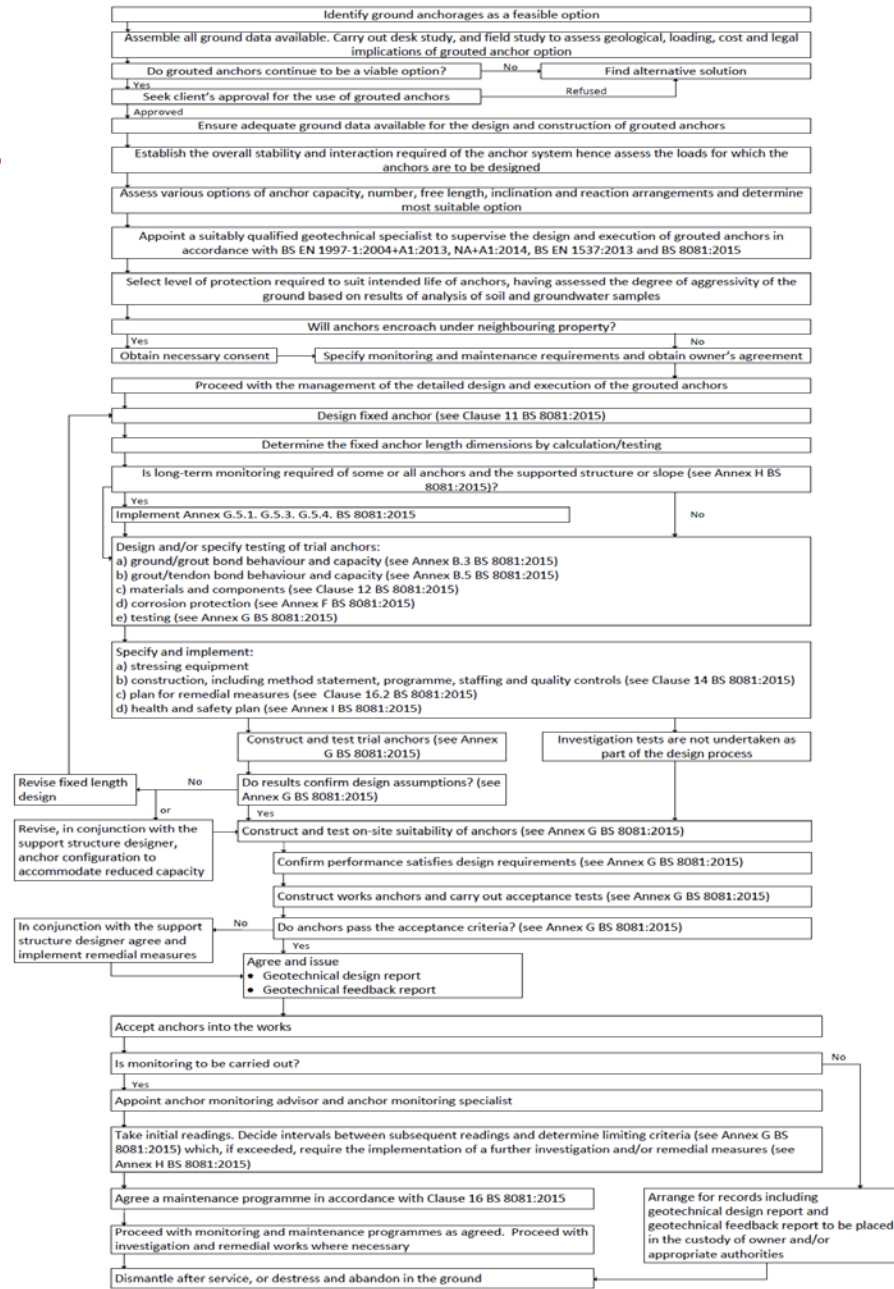 Identify ground anchorages as a feasible option
Assemble all ground data available. Carry out desk study, and field study to assess geological, loading, cost and legal
implications of grouted anchor option
Do grouted anchors continue to be a viable option?
No
Find alternative solution
Yes
Seek client's approval for the use of grouted anchors
Refused
Approved
Ensure adequate ground data available for the design and construction of grouted anchors
Establish the overall stability and interaction required of the anchor system hence assess the loads for which the
anchors are to be designed
Assess various options of anchor capacity, number, free length, inclination and reaction arrangements and determine
most suitable option
Appoint a suitably qualified geotechnical specialist to supervise the design and execution of grouted anchors in
accordance with BS EN 1997-1:2004+A1:2013, NA+A1:2014, BS EN 1537:2013 and BS 8081:2015
Select level of protection required to suit intended life of anchors, having assessed the degree of aggressivity of the
ground based on results of analysis of soil and groundwater samples
Will anchors encroach under neighbouring property?
Yes
No
Obtain necessary consent
Specify monitoring and maintenance requirements and obtain owner's agreement
Proceed with the management of the detailed design and execution of the grouted anchors
Design fixed anchor (see Clause 11 BS 8081:2015)
Determine the fixed anchor length dimensions by calculation/testing
Is long-term monitoring required of some or all anchors and the supported structure or slope (see Annex H BS
8081:2015)?
Yes
No
Implement Annex G.5.1. G.5.3. G.5.4. BS 8081:2015
Design and/or specify testing of trial anchors:
a) ground/grout bond behaviour and capacity (see Annex B.3 BS 8081:2015)
b) grout/tendon bond behaviour and capacity (see Annex B.5 BS 8081:2015)
c) materials and components (see Clause 12 BS 8081:2015)
d) corrosion protection (see Annex F BS 8081:2015)
e) testing (see Annex G BS 8081:2015)
Specify and implement:
a) stressing equipment
b) construction, including method statement, programme, staffing and quality controls (see Clause 14 BS 8081:2015)
c) plan for remedial measures (see Clause 16.2 BS 8081:2015)
d) health and safety plan (see Annex I BS 8081:2015)
Construct and test trial anchors (see Annex
G BS 8081:2015)
Investigation tests are not undertaken as
part of the design process
Revise fixed length
design
No
Do results confirm design assumptions? (see
Annex G BS 8081:2015)
or
Yes
Revise, in conjunction with the
support structure designer,
anchor configuration to
accommodate reduced capacity
Construct and test on-site suitability of anchors (see Annex G BS 8081:2015)
Confirm performance satisfies design requirements (see Annex G BS 8081:2015)
Construct works anchors and carry out acceptance tests (see Annex G BS 8081:2015)
In conjunction with the support
structure designer agree and
implement remedial measures
No
Do anchors pass the acceptance criteria? (see Annex G BS 8081:2015)
Yes
Agree and issue
• Geotechnical design report
• Geotechnical feedback report
Accept anchors into the works
Is monitoring to be carried out?
No
Yes
Appoint anchor monitoring advisor and anchor monitoring specialist
Take initial readings. Decide intervals between subsequent readings and determine limiting criteria (see Annex G BS
8081:2015) which, if exceeded, require the implementation of a further investigation and/or remedial measures (see
Annex H BS 8081:2015)
Agree a maintenance programme in accordance with Clause 16 BS 8081:2015
Arrange for records including
geotechnical design report and
geotechnical feedback report to be placed
in the custody of owner and/or
appropriate authorities
Proceed with monitoring and maintenance programmes as agreed. Proceed with
investigation and remedial works where necessary
Dismantle after service, or destress and abandon in the ground